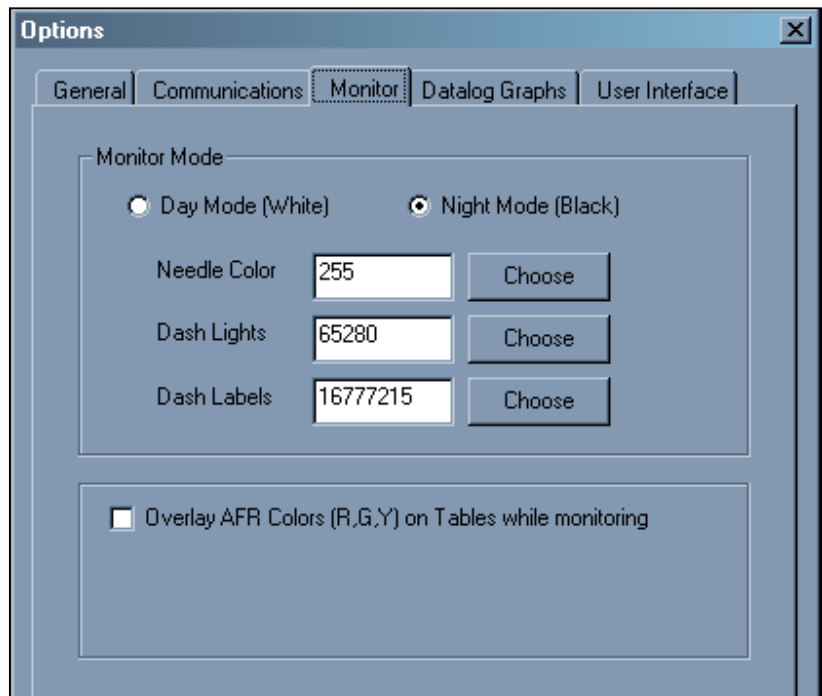 Options
General Communications Monitor Datalog Graphs User Interface
Monitor Mode
Day Mode (White) Night Mode (Black)
Needle Color 255 Choose
Dash Lights 65280 Choose
Dash Labels 16777215 Choose
Overlay AFR Colors (R,G,Y) on Tables while monitoring